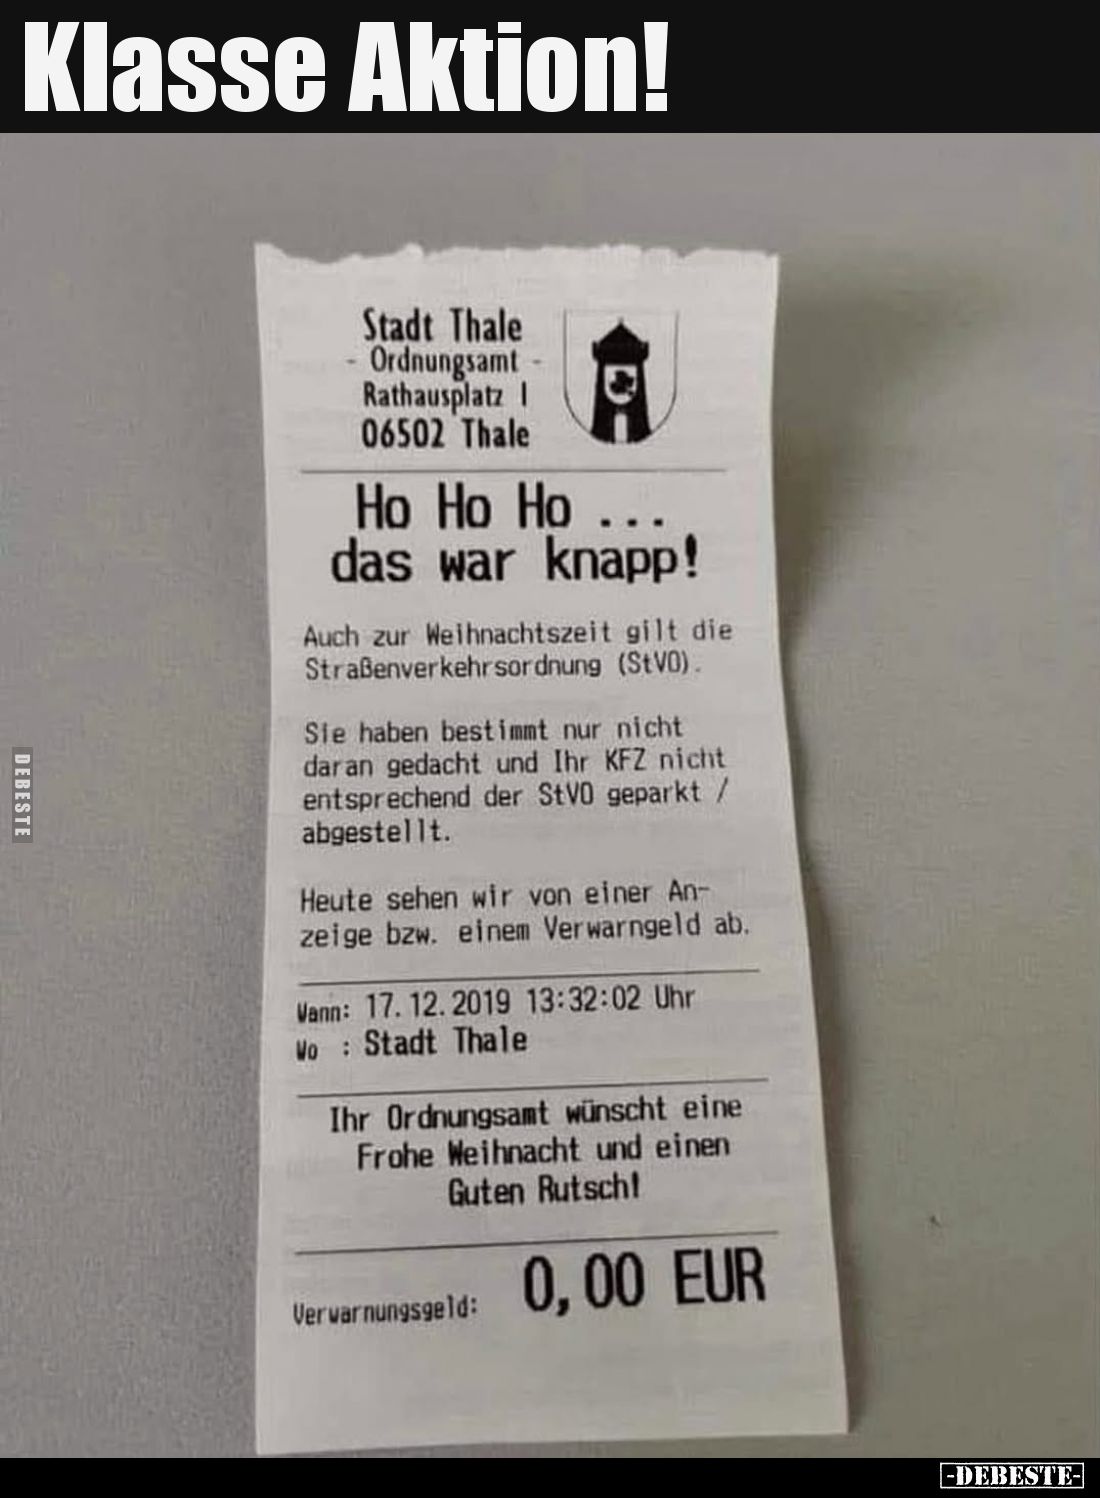 Klasse Aktion!
Stadt Thale
- Ordnungsamt -
Rathausplatz 1
06502 Thale
Ho Ho Ho ...
das war knapp!
Auch zur Weihnachtszeit gilt die
Straßenverkehrsordnung (StVO).
Sie haben bestimmt nur nicht
daran gedacht und Ihr KFZ nicht
entsprechend der StVO geparkt /
abgestellt.
Heute sehen wir von einer An-
zeige bzw. einem Verwarngeld ab.
Wann: 17.12.2019 13:32:02 Uhr
Wo : Stadt Thale
Ihr Ordnungsamt wünscht eine
Frohe Weihnacht und einen
Guten Rutsch!
Verwarnungsgeld: 0,00 EUR
DEBESTE
-DEBESTE-